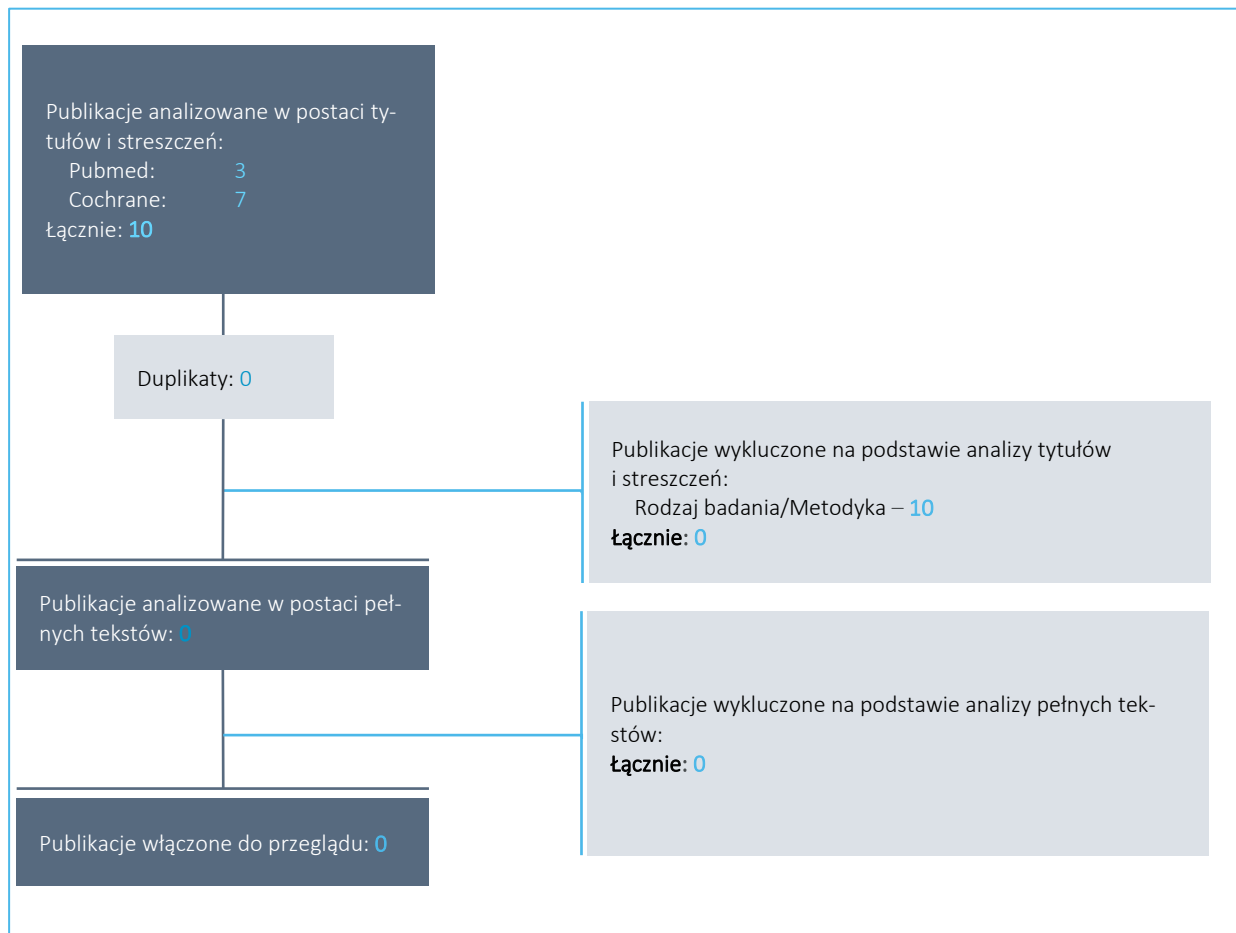 Publikacje analizowane w postaci ty-
tułów i streszczeń:
Pubmed: 3
Cochrane: 7
Łącznie: 10
Duplikaty: 0
Publikacje wykluczone na podstawie analizy tytułów
i streszczeń:
Rodzaj badania/Metodyka – 10
Łącznie: 0
Publikacje analizowane w postaci peł-
nych tekstów: 0
Publikacje wykluczone na podstawie analizy pełnych tek-
stów:
Łącznie: 0
Publikacje włączone do przeglądu: 0